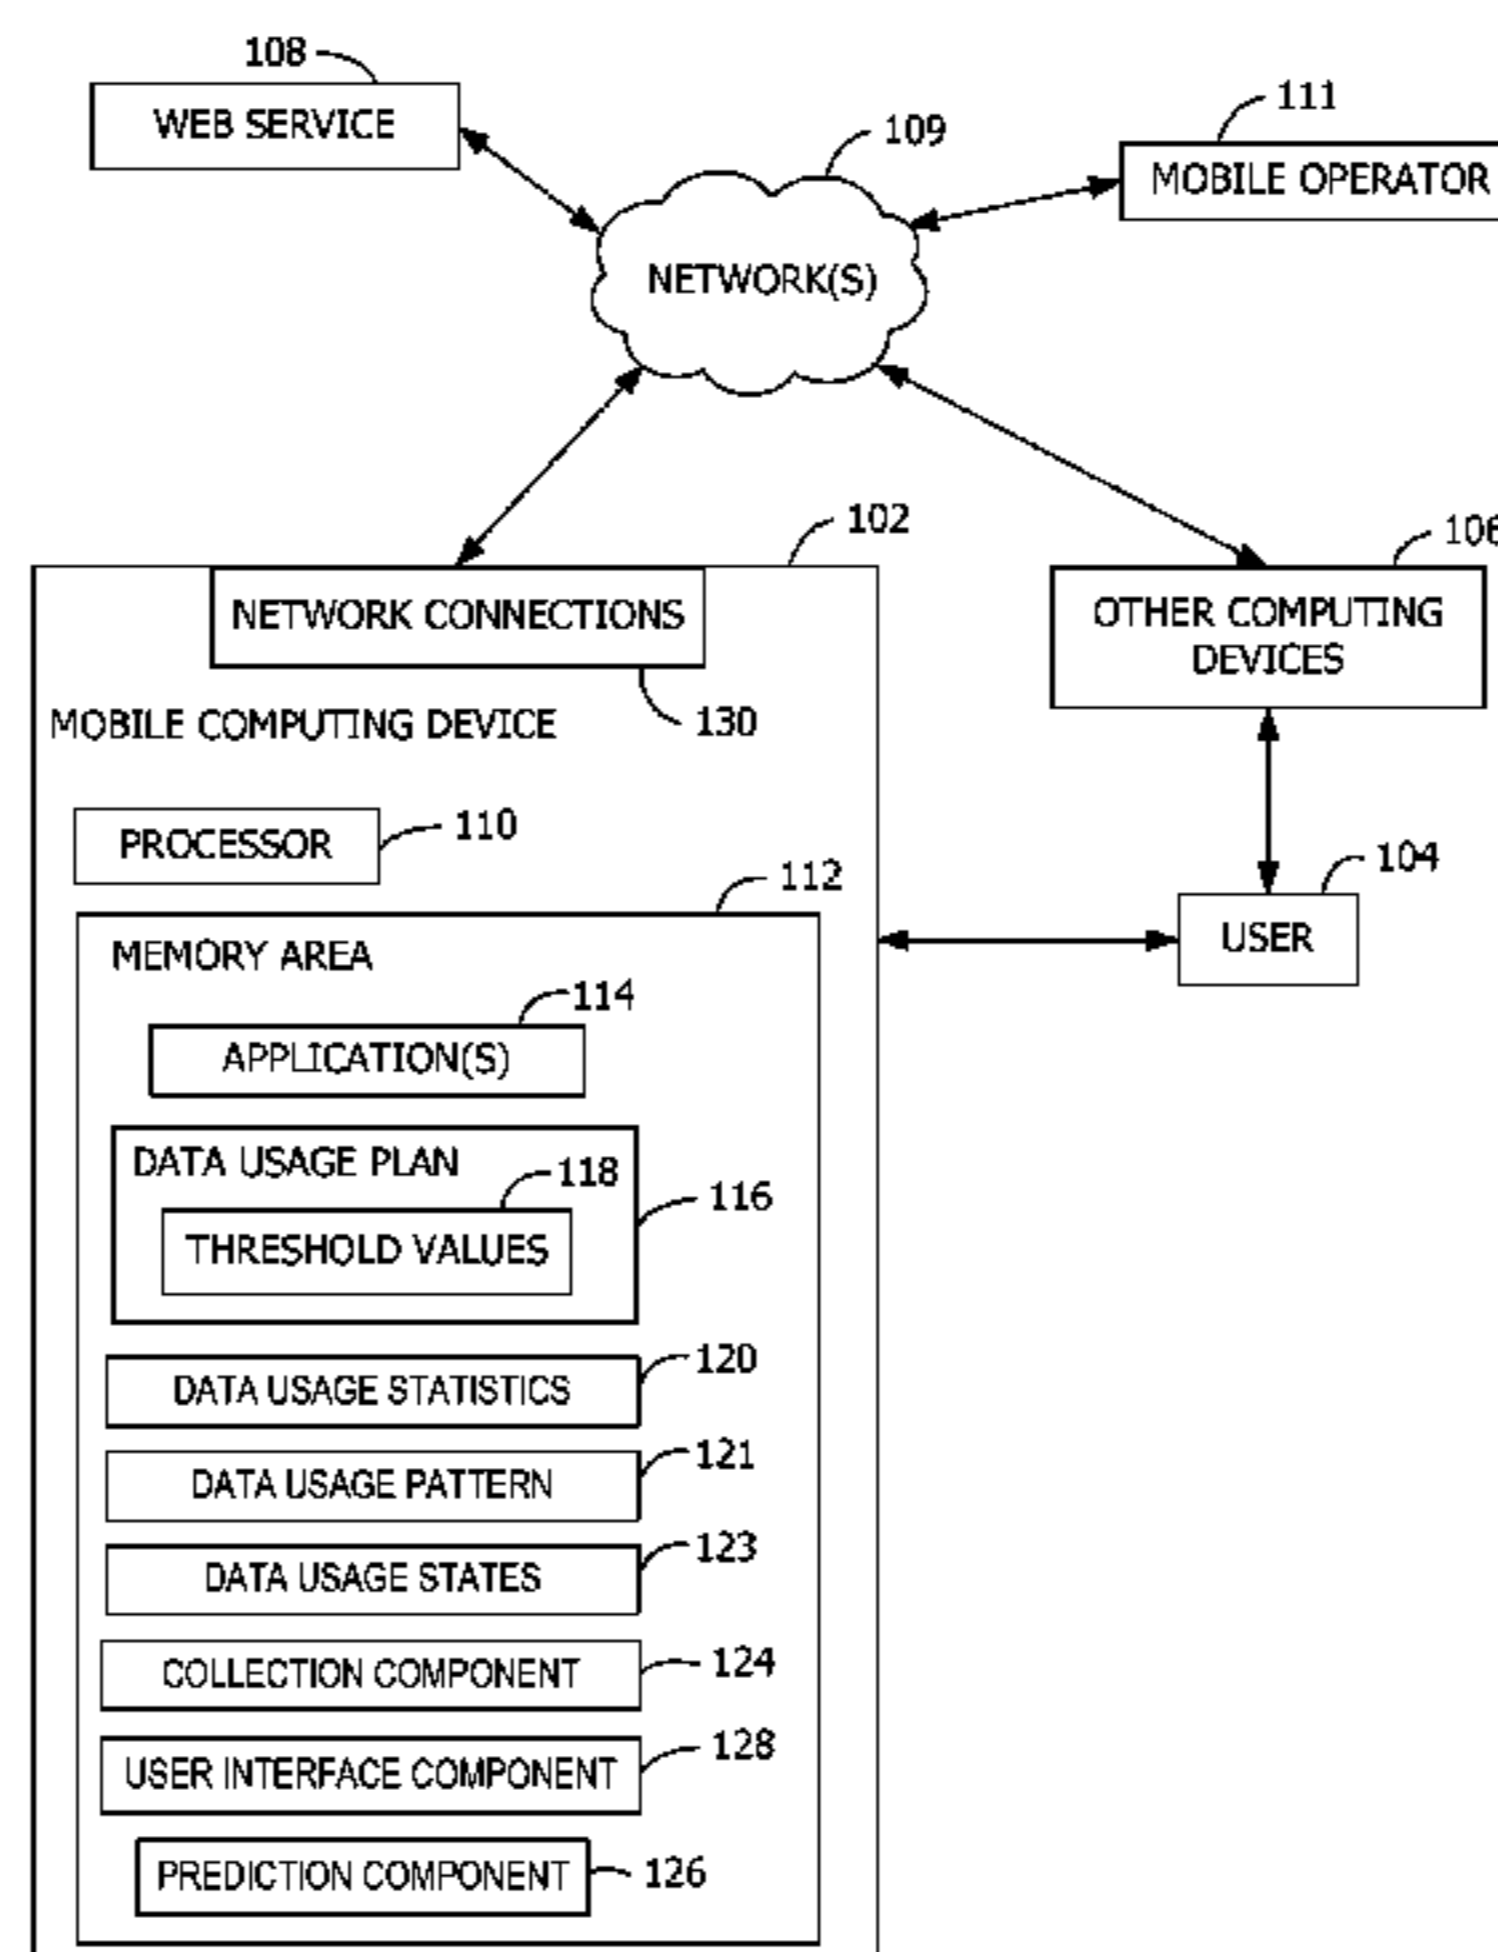 108
WEB SERVICE
111
MOBILE OPERATOR
109
NETWORK(S)
102
106
NETWORK CONNECTIONS
OTHER COMPUTING
DEVICES
130
MOBILE COMPUTING DEVICE
PROCESSOR
110
104
USER
112
MEMORY AREA
114
APPLICATION(S)
DATA USAGE PLAN
118
116
THRESHOLD VALUES
120
DATA USAGE STATISTICS
121
DATA USAGE PATTERN
123
DATA USAGE STATES
124
COLLECTION COMPONENT
128
USER INTERFACE COMPONENT
PREDICTION COMPONENT
126